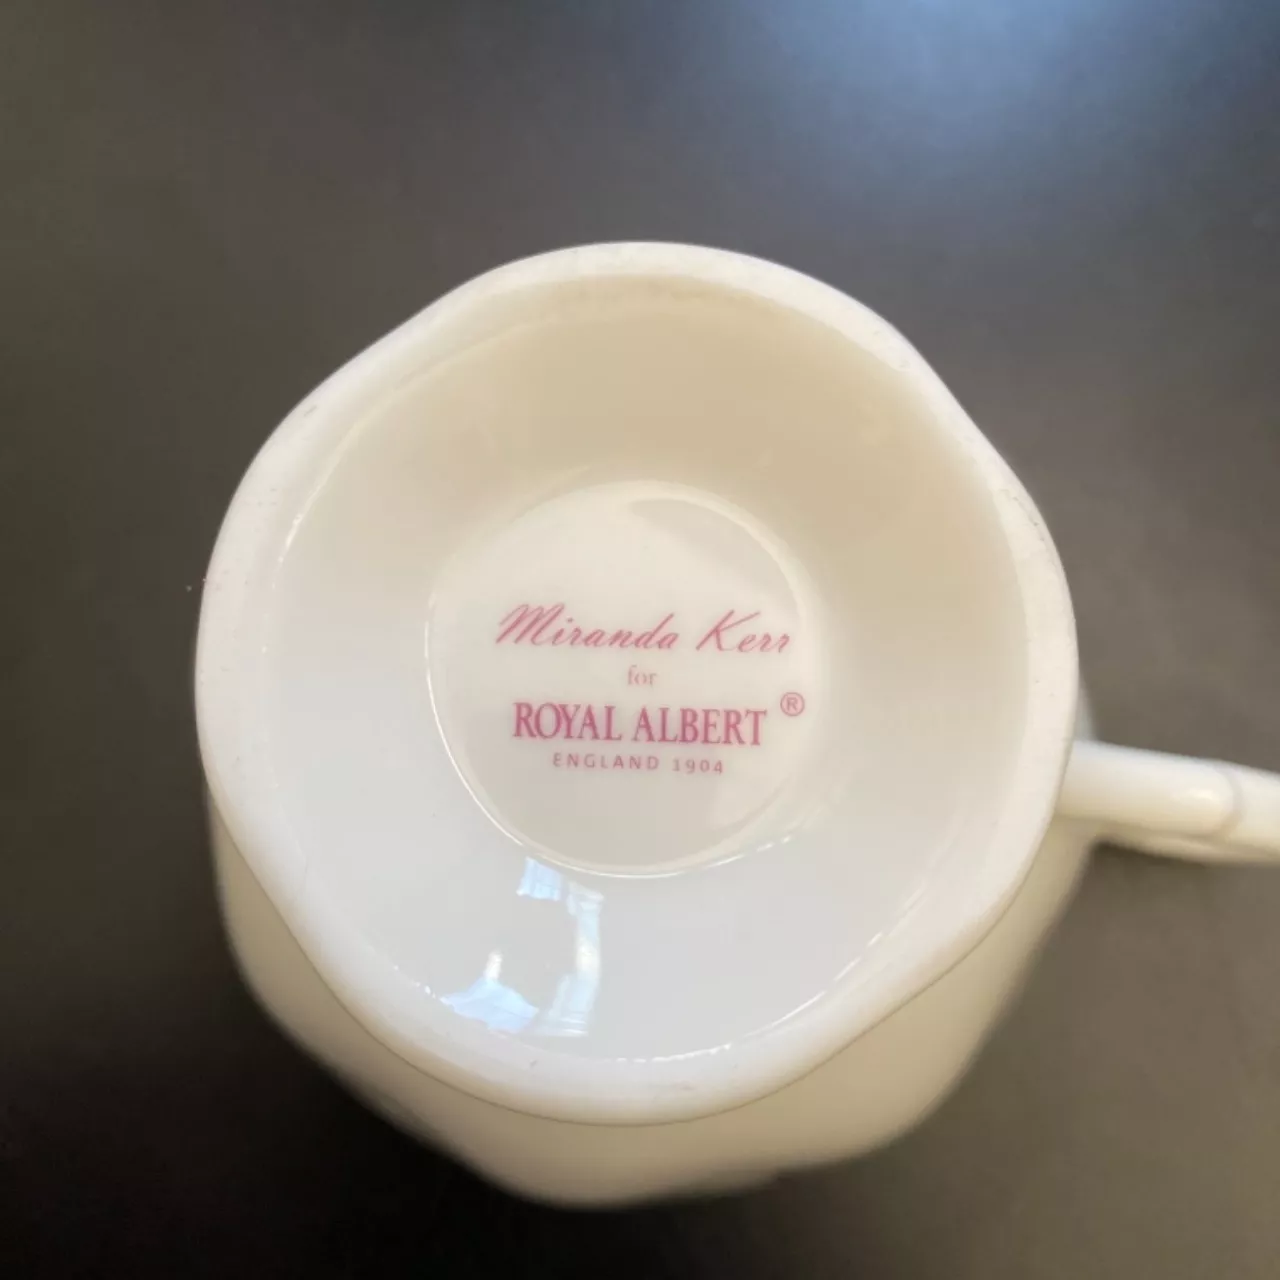 Miranda Kerr
for
ROYAL ALBERT®
ENGLAND 1904